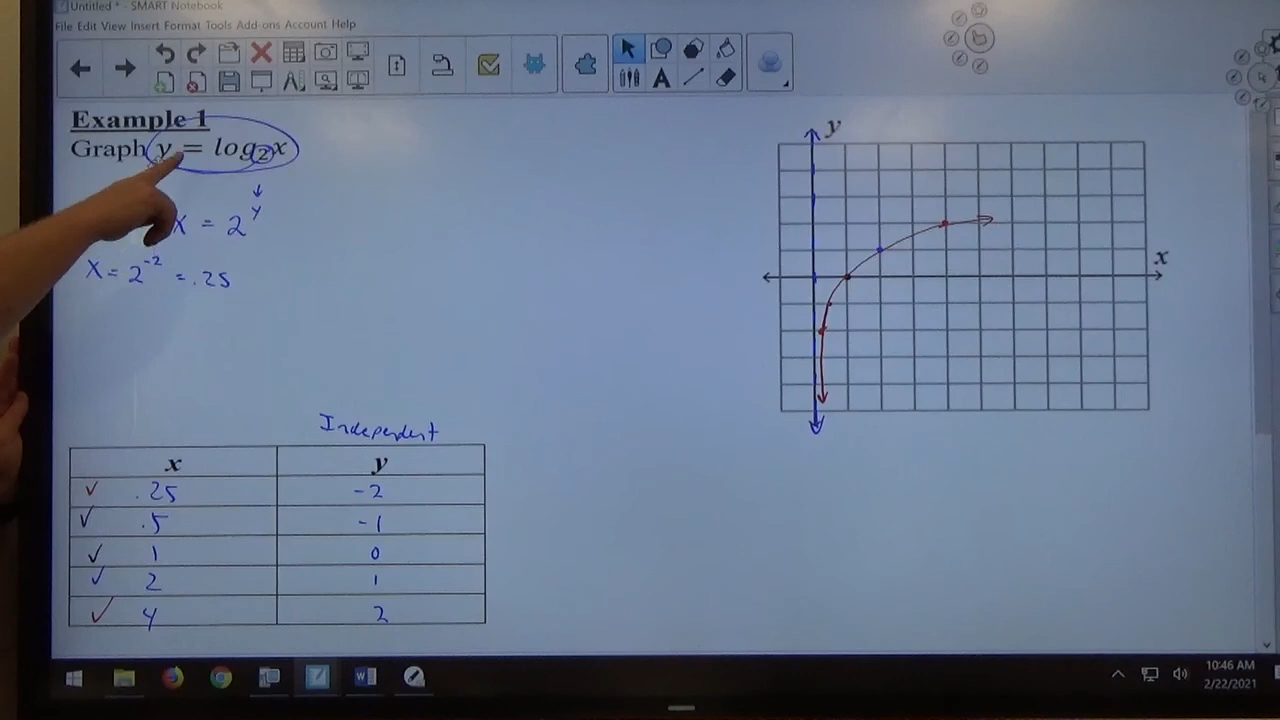 Untitled * - SMART Notebook
File Edit View Insert Format Tools Add-ons Account Help
Example 1
Graph y = log₂x
x = 2^y
x = 2^-2 = .25
y
x
Independent
x y
.25 -2
.5 -1
1 0
2 1
4 2
10:46 AM
2/22/2021